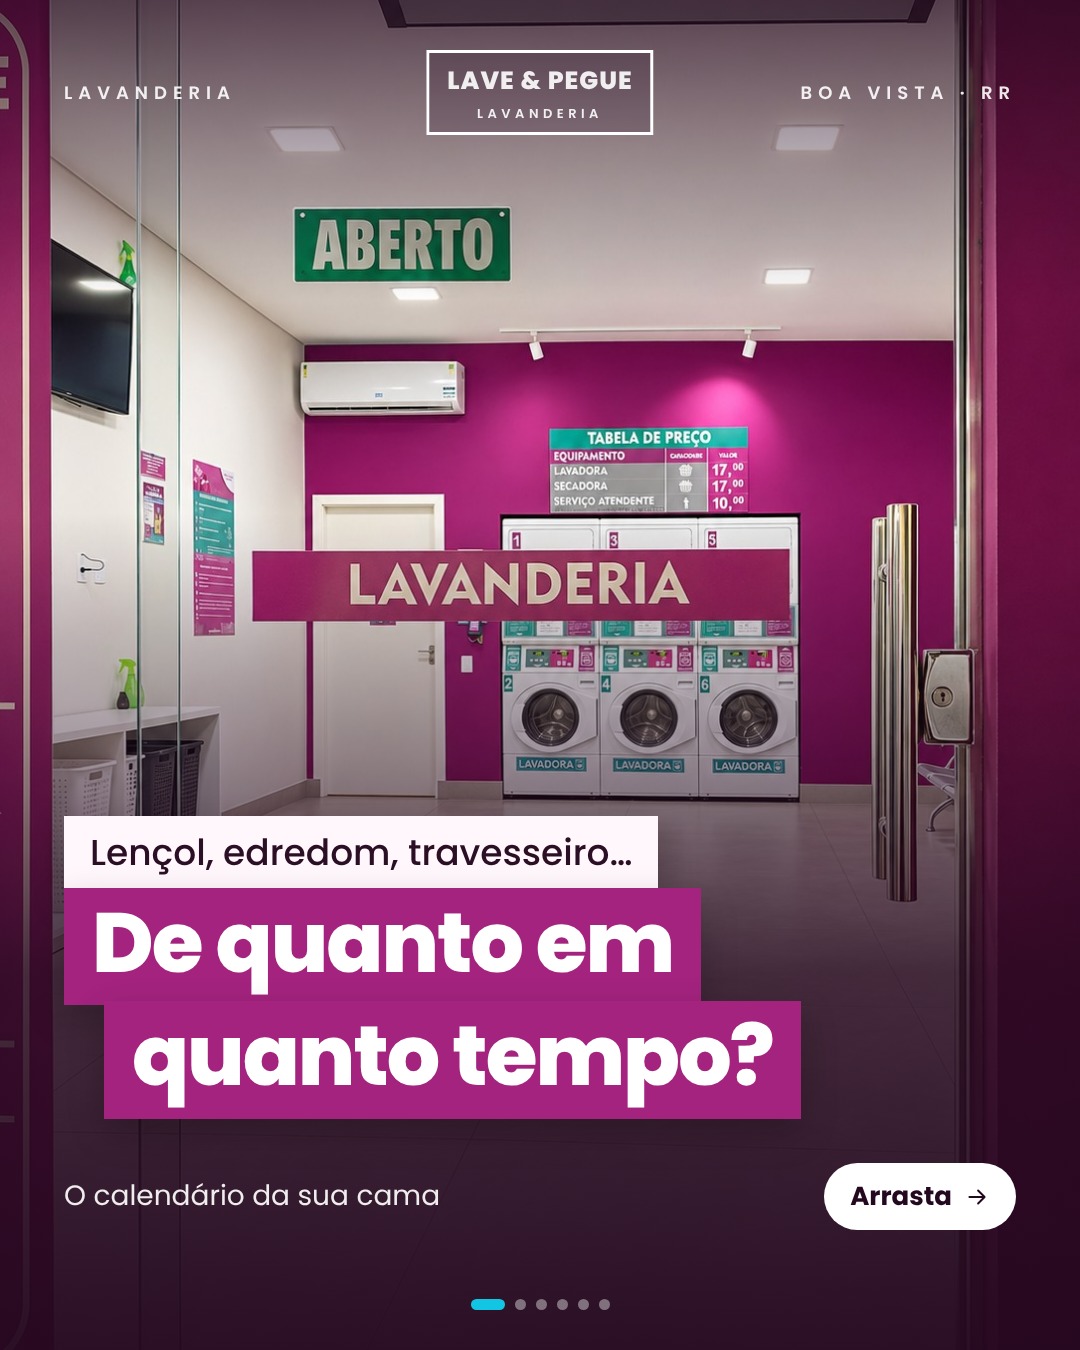 LAVANDERIA
LAVE & PEGUE
LAVANDERIA
BOA VISTA · RR
ABERTO
TABELA DE PREÇO
EQUIPAMENTO CAPACIDADE VALOR
LAVADORA 17,00
SECADORA 17,00
SERVIÇO ATENDENTE 10,00
1 3 5
LAVANDERIA
2 4 6
LAVADORA LAVADORA LAVADORA
Lençol, edredom, travesseiro...
De quanto em
quanto tempo?
O calendário da sua cama
Arrasta →